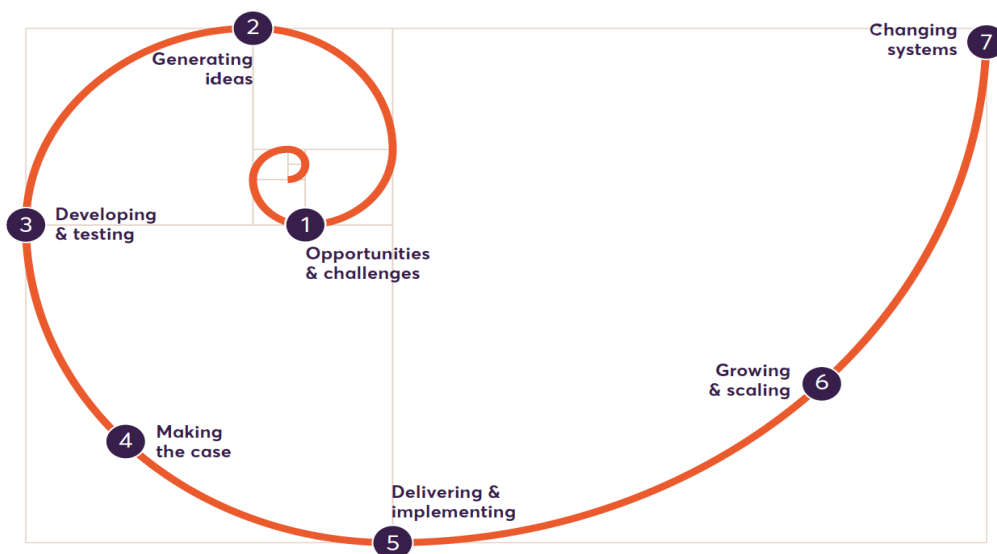 1
Opportunities
& challenges
2
Generating
ideas
3
Developing
& testing
4
Making
the case
5
Delivering &
implementing
6
Growing
& scaling
7
Changing
systems